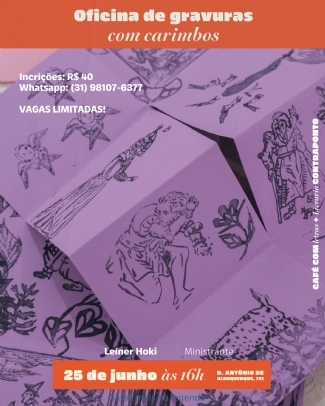 Oficina de gravuras
com carimbos
Incrições: R$ 40
Whatsapp: (31) 98107-6377
VAGAS LIMITADAS!
CAFÉ COM letras + Livraria CONTRAPONTO
Leíner Hoki Ministrante
25 de junho às 16h
R. ANTÔNIO DE
ALBUQUERQUE, 781